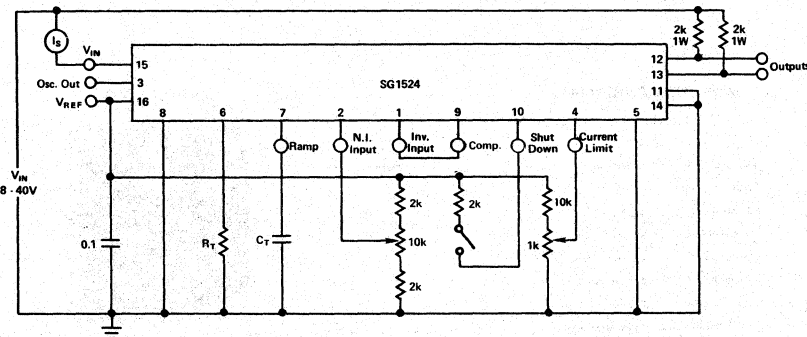 I_S
V_IN
Osc. Out
V_REF
15
3
16
SG1524
8
6
7
2
1
9
10
4
5
12
13
11
14
2k
1W
2k
1W
Outputs
Ramp
N.I.
Input
Inv.
Input
Comp.
Shut
Down
Current
Limit
V_IN
8 - 40V
0.1
R_T
C_T
2k
10k
2k
2k
10k
1k